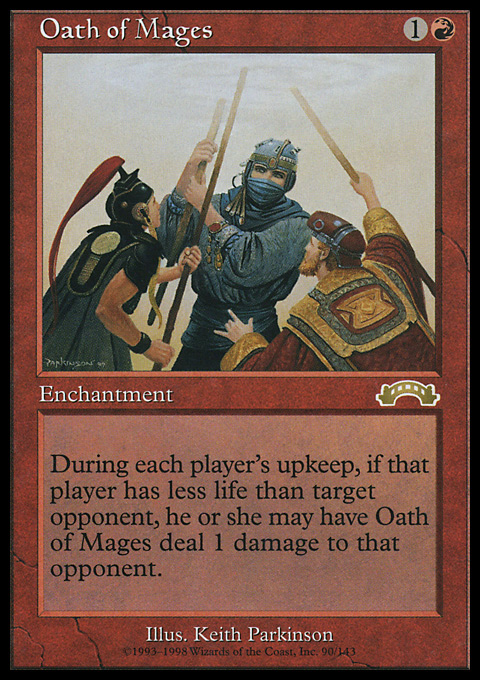 Oath of Mages 1
PARKINSON 97
Enchantment
During each player's upkeep, if that
player has less life than target
opponent, he or she may have Oath
of Mages deal 1 damage to that
opponent.
Illus. Keith Parkinson
©1993–1998 Wizards of the Coast, Inc. 90/143